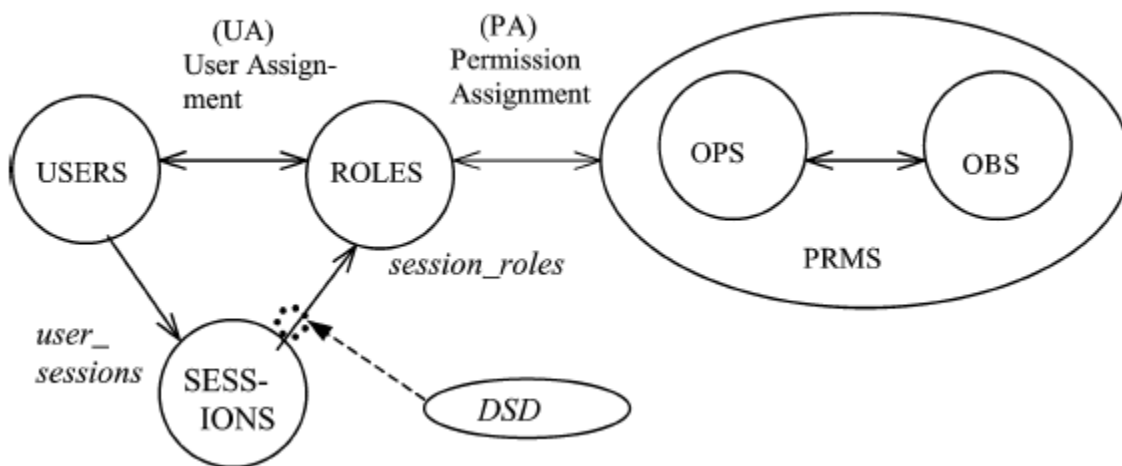 (UA)
User Assign-
ment
(PA)
Permission
Assignment
USERS
ROLES
OPS
OBS
PRMS
session_roles
user_
sessions
SESS-
IONS
DSD